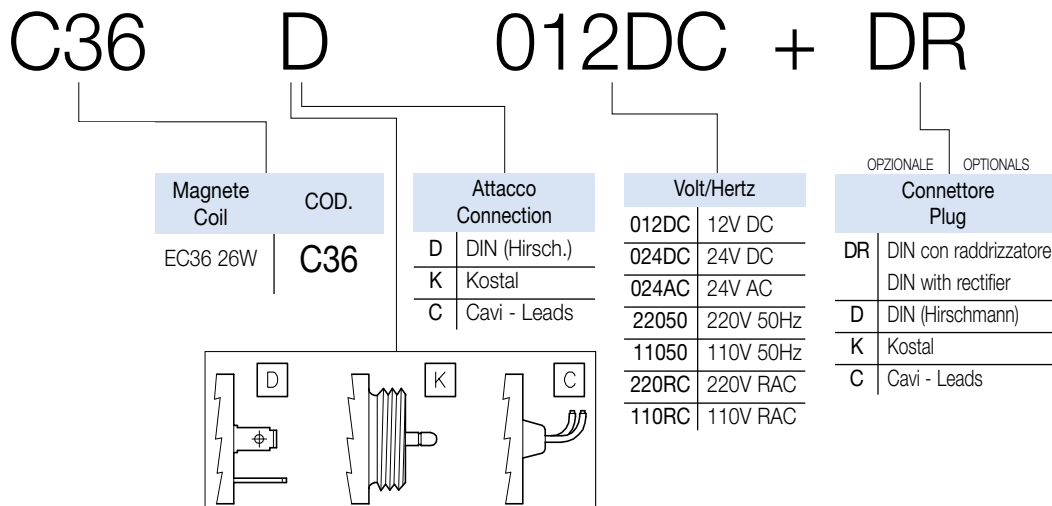 C36 D 012DC + DR
OPZIONALE OPTIONALS
Magnete
Coil
COD.
EC36 26W C36
Attacco
Connection
D DIN (Hirsch.)
K Kostal
C Cavi - Leads
Volt/Hertz
012DC 12V DC
024DC 24V DC
024AC 24V AC
22050 220V 50Hz
11050 110V 50Hz
220RC 220V RAC
110RC 110V RAC
Connettore
Plug
DR DIN con raddrizzatore
DIN with rectifier
D DIN (Hirschmann)
K Kostal
C Cavi - Leads
D K C